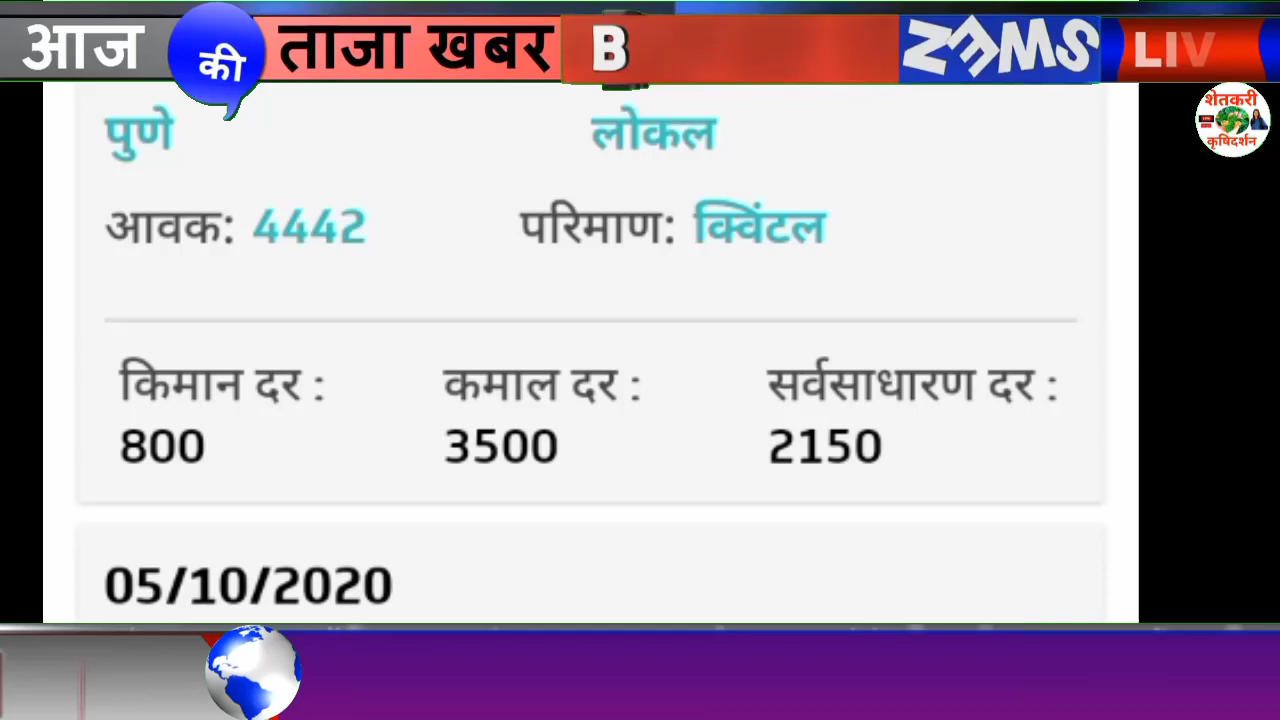 आज की ताजा खबर B NEWS LIV
शेतकरी
कृषिदर्शन
पुणे लोकल
आवक: 4442 परिमाण: क्विंटल
किमान दर : कमाल दर : सर्वसाधारण दर :
800 3500 2150
05/10/2020